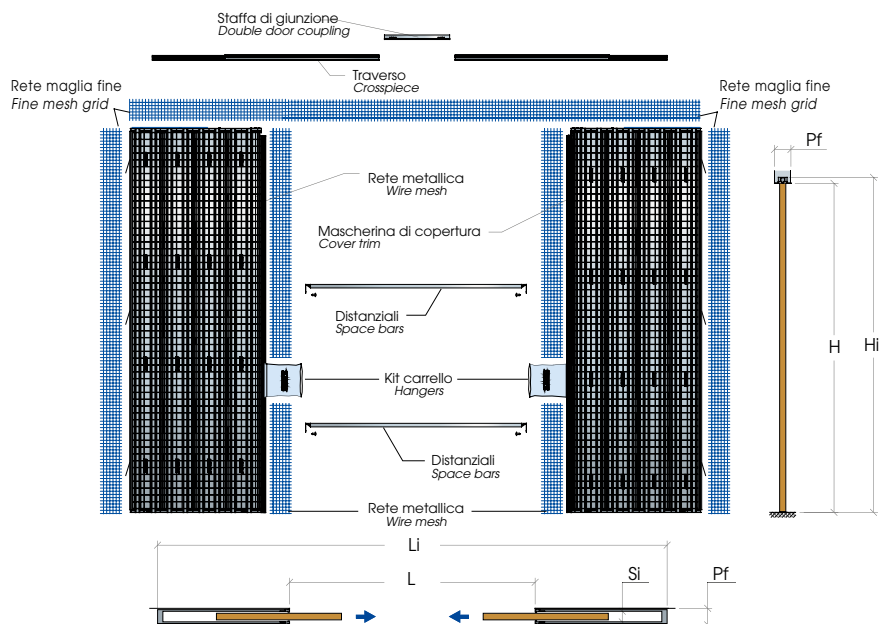 Staffa di giunzione
Double door coupling
Traverso
Crosspiece
Rete maglia fine
Fine mesh grid
Rete maglia fine
Fine mesh grid
Pf
Rete metallica
Wire mesh
Mascherina di copertura
Cover trim
Distanziali
Space bars
H
Hi
Kit carrello
Hangers
Distanziali
Space bars
Rete metallica
Wire mesh
Li
L
Si
Pf